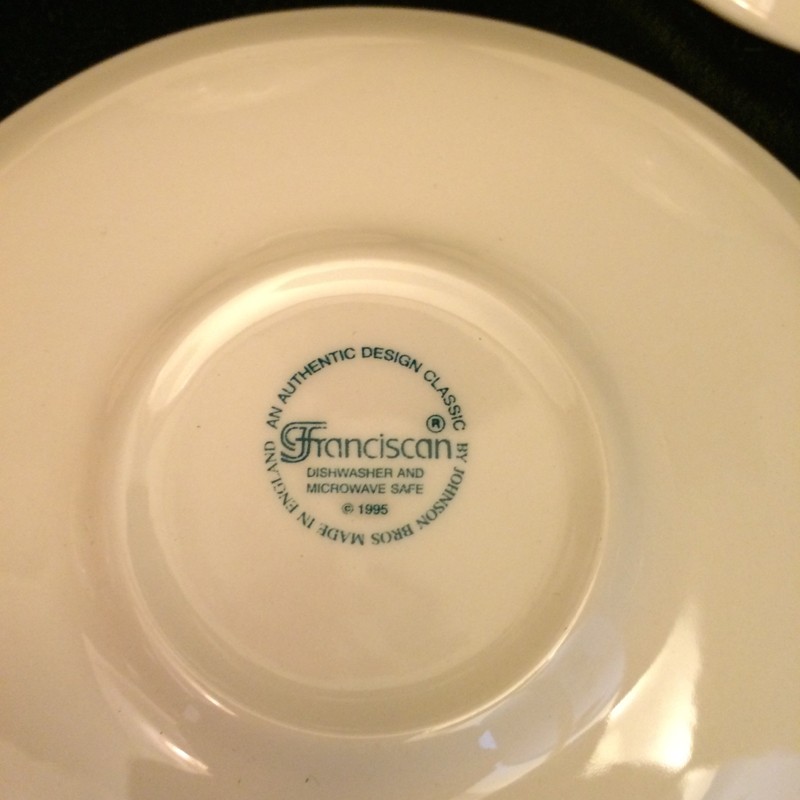 AN AUTHENTIC DESIGN CLASSIC
BY JOHNSON BROS MADE IN ENGLAND
Franciscan ®
DISHWASHER AND
MICROWAVE SAFE
© 1995